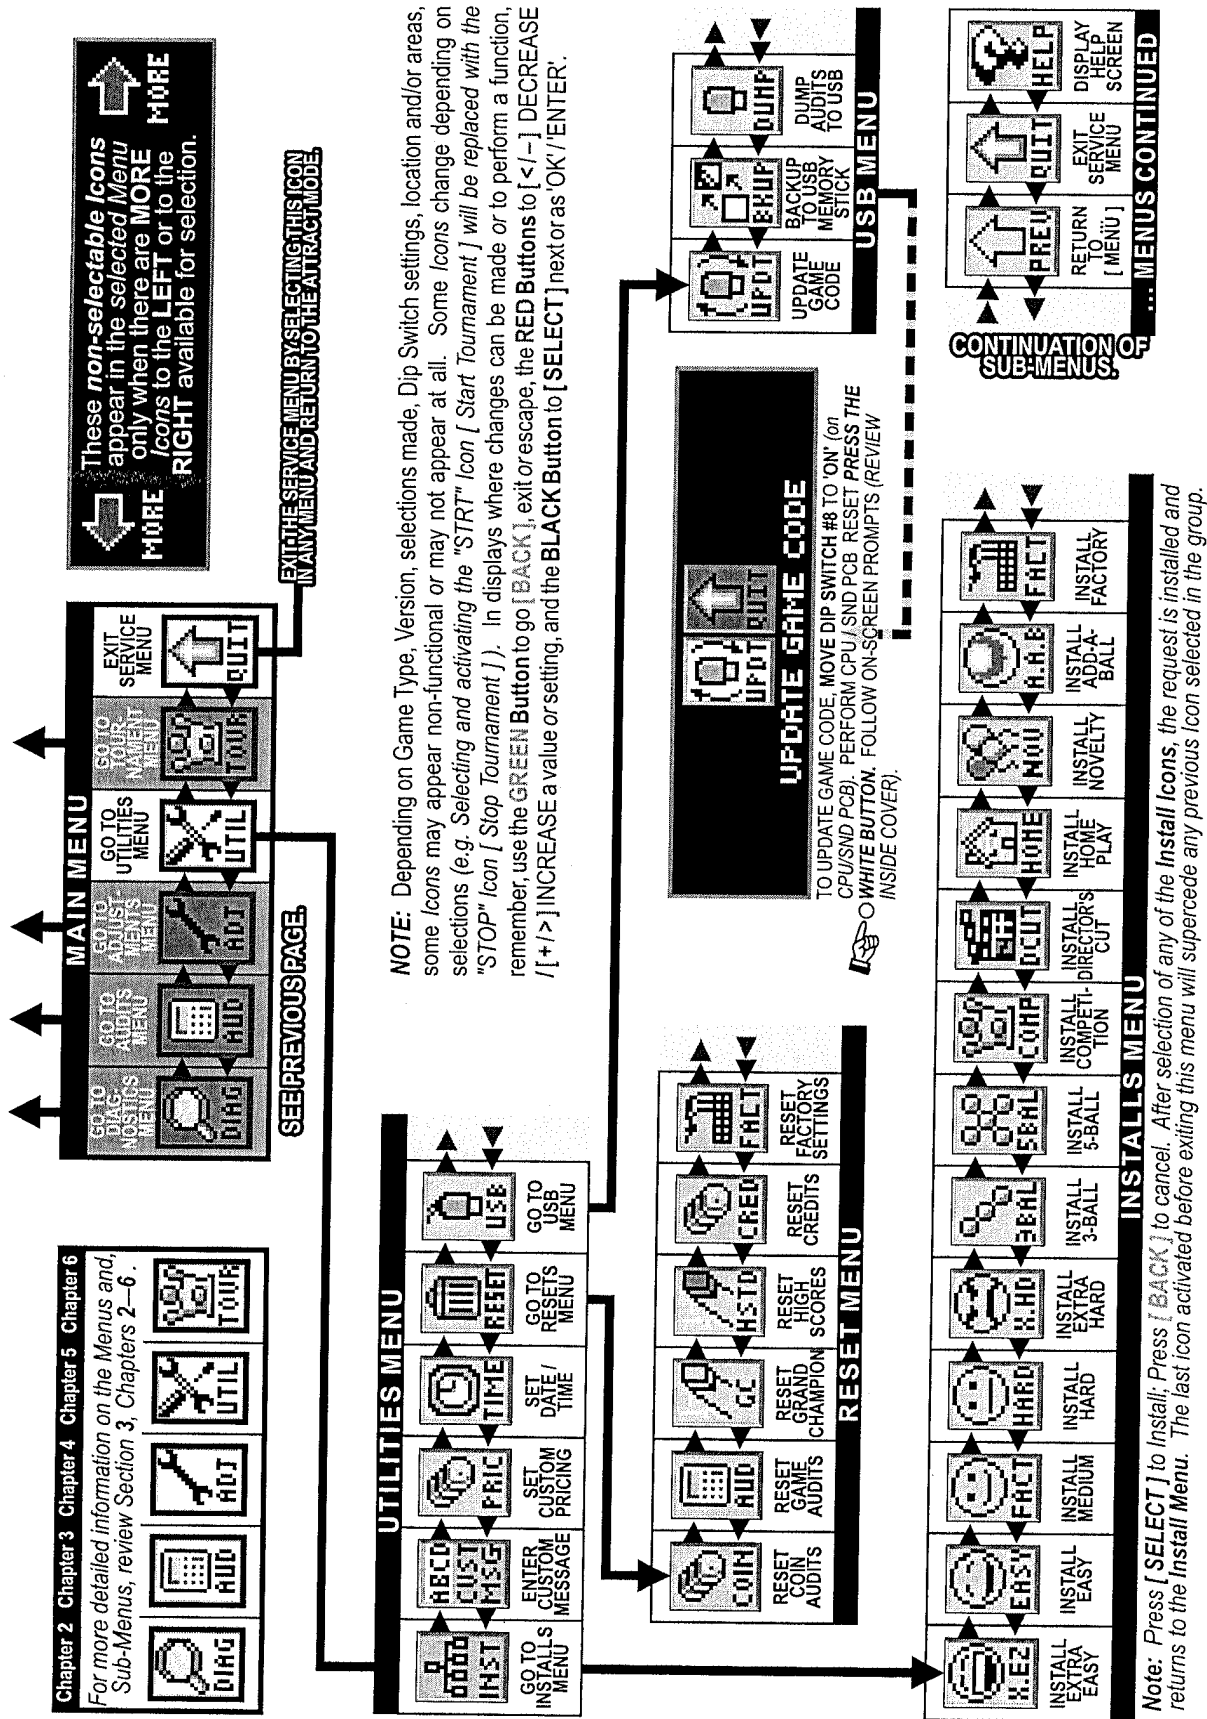 Chapter 2 Chapter 3 Chapter 4 Chapter 5 Chapter 6
For more detailed information on the Menus and
Sub-Menus, review Section 3, Chapters 2—6 .
DIAG AUD ADJ UTIL TOUR
MAIN MENU
GO TO DIAG-NOSTICS MENU
GO TO AUDITS MENU
GO TO ADJUST-MENTS MENU
GO TO UTILITIES MENU
GO TO TOUR-NAMENT MENU
EXIT SERVICE MENU
DIAG AUD ADJ UTIL TOUR QUIT
SEE PREVIOUS PAGE.
EXIT THE SERVICE MENU BY SELECTING THIS ICON
IN ANY MENU AND RETURN TO THE ATTRACT MODE.
MORE
These non-selectable Icons
appear in the selected Menu
only when there are MORE
Icons to the LEFT or to the
RIGHT available for selection.
MORE
UTILITIES MENU
INST CUST MSG PRIC TIME RESET USB
ABCD
GO TO INSTALLS MENU
ENTER CUSTOM MESSAGE
SET CUSTOM PRICING
SET DATE / TIME
GO TO RESETS MENU
GO TO USB MENU
NOTE: Depending on Game Type, Version, selections made, Dip Switch settings, location and/or areas,
some Icons may appear non-functional or may not appear at all. Some Icons change depending on
selections (e.g. Selecting and activating the "STRT" Icon [ Start Tournament ] will be replaced with the
"STOP" Icon [ Stop Tournament ] ). In displays where changes can be made or to perform a function,
remember, use the GREEN Button to go [ BACK ], exit or escape, the RED Buttons to [ < / – ] DECREASE
/ [ + / > ] INCREASE a value or setting, and the BLACK Button to [ SELECT ] next or as 'OK' / 'ENTER'.
COIN AUD GC HSTD CRED FACT
RESET COIN AUDITS
RESET GAME AUDITS
RESET GRAND CHAMPION
RESET HIGH SCORES
RESET CREDITS
RESET FACTORY SETTINGS
RESET MENU
UPDT QUIT
UPDATE GAME CODE
TO UPDATE GAME CODE, MOVE DIP SWITCH #8 TO 'ON' (on
CPU/SND PCB). PERFORM CPU / SND PCB RESET PRESS THE
WHITE BUTTON. FOLLOW ON-SCREEN PROMPTS (REVIEW
INSIDE COVER).
UPDT BKUP DUMP
UPDATE GAME CODE
BACKUP TO USB MEMORY STICK
DUMP AUDITS TO USB
USB MENU
X.EZ EASY FACT HARD X.HD 3BAL 5BAL COMP DCUT HOME NOV A.A.B FACT
INSTALL EXTRA EASY
INSTALL EASY
INSTALL MEDIUM
INSTALL HARD
INSTALL EXTRA HARD
INSTALL 3-BALL
INSTALL 5-BALL
INSTALL COMPETI-TION
INSTALL DIRECTOR'S CUT
INSTALL HOME PLAY
INSTALL NOVELTY
INSTALL ADD-A-BALL
INSTALL FACTORY
INSTALLS MENU
CONTINUATION OF
SUB-MENUS.
PREV QUIT HELP
RETURN TO [ MENU ]
EXIT SERVICE MENU
DISPLAY HELP SCREEN
... MENUS CONTINUED
Note: Press [ SELECT ] to Install; Press [ BACK ] to cancel. After selection of any of the Install Icons, the request is installed and
returns to the Install Menu. The last icon activated before exiting this menu will supercede any previous Icon selected in the group.